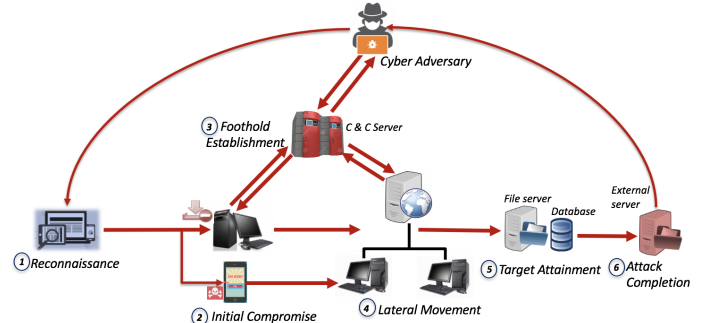 Cyber Adversary
3 Foothold
Establishment
C & C Server
File server
Database
External
server
1 Reconnaissance
2 Initial Compromise
4 Lateral Movement
5 Target Attainment
6 Attack
Completion